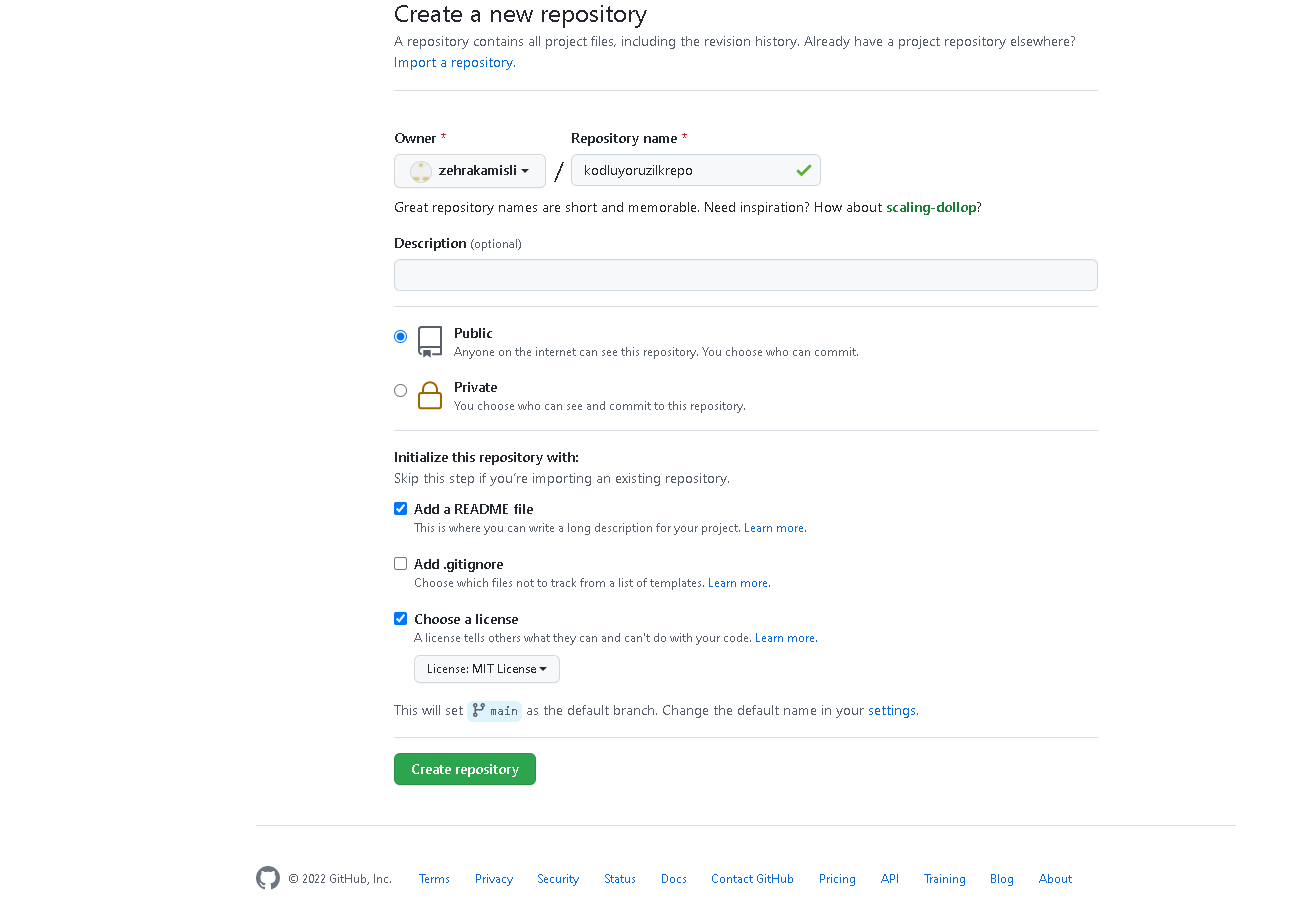 Create a new repository
A repository contains all project files, including the revision history. Already have a project repository elsewhere?
Import a repository.
Owner * Repository name *
zehrakamisli / kodluyoruzilkrepo
Great repository names are short and memorable. Need inspiration? How about scaling-dollop?
Description (optional)
Public
Anyone on the internet can see this repository. You choose who can commit.
Private
You choose who can see and commit to this repository.
Initialize this repository with:
Skip this step if you're importing an existing repository.
Add a README file
This is where you can write a long description for your project. Learn more.
Add .gitignore
Choose which files not to track from a list of templates. Learn more.
Choose a license
A license tells others what they can and can't do with your code. Learn more.
License: MIT License
This will set main as the default branch. Change the default name in your settings.
Create repository
© 2022 GitHub, Inc. Terms Privacy Security Status Docs Contact GitHub Pricing API Training Blog About